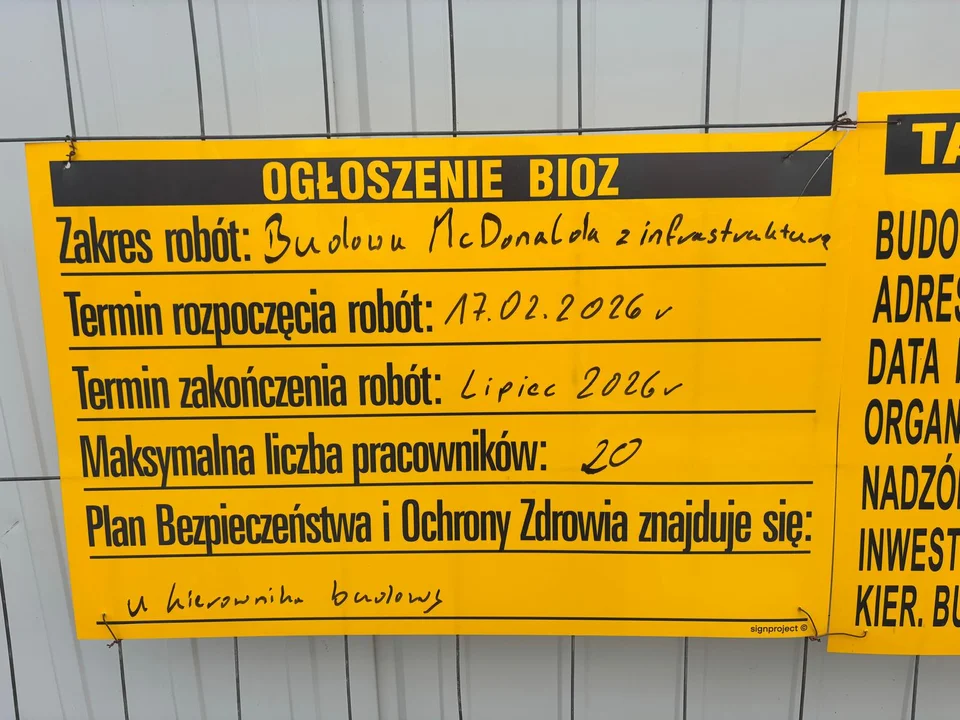 OGŁOSZENIE BIOZ
Zakres robót: Budowa McDonalda z infrastrukturą
Termin rozpoczęcia robót: 17.02.2026 r
Termin zakończenia robót: Lipiec 2026 r
Maksymalna liczba pracowników: 20
Plan Bezpieczeństwa i Ochrony Zdrowia znajduje się:
u kierownika budowy
signproject ©
TA
BUDO
ADRES
DATA
ORGAN
NADZÓ
INWEST
KIER. BU